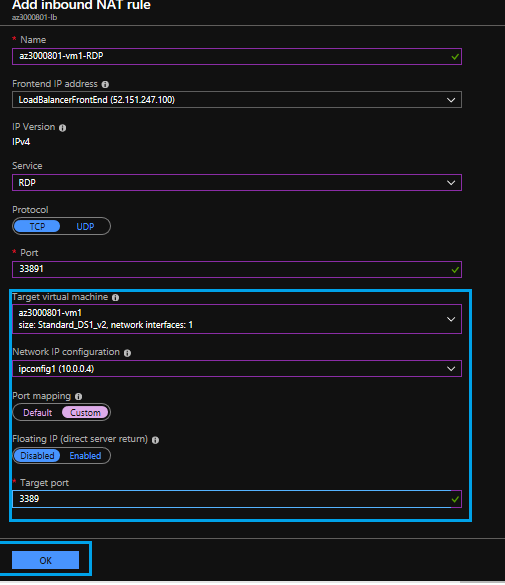 Add inbound NAT rule
az3000801-lb
* Name
az3000801-vm1-RDP
Frontend IP address
LoadBalancerFrontEnd (52.151.247.100)
IP Version
IPv4
Service
RDP
Protocol
TCP UDP
* Port
33891
Target virtual machine
az3000801-vm1
size: Standard_DS1_v2, network interfaces: 1
Network IP configuration
ipconfig1 (10.0.0.4)
Port mapping
Default Custom
Floating IP (direct server return)
Disabled Enabled
* Target port
3389
OK